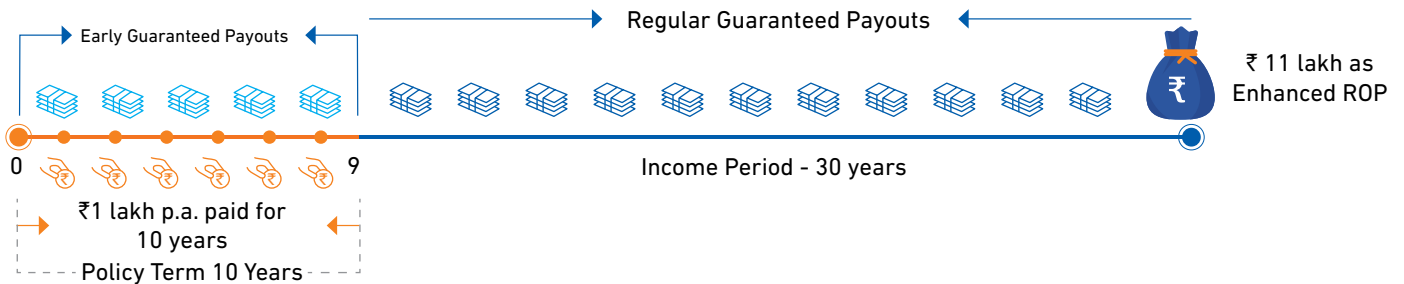 Regular Guaranteed Payouts
Early Guaranteed Payouts
₹
₹ 11 lakh as
Enhanced ROP
0
₹ ₹ ₹ ₹ ₹ ₹
9
Income Period - 30 years
₹1 lakh p.a. paid for
10 years
Policy Term 10 Years